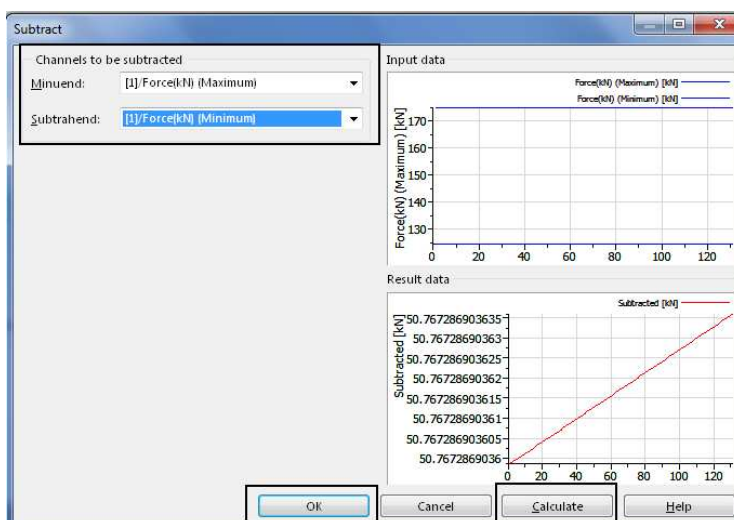 Subtract
Channels to be subtracted
Minuend: [1]/Force(kN) (Maximum)
Subtrahend: [1]/Force(kN) (Minimum)
Input data
Force(kN) (Maximum) [kN]
Force(kN) (Minimum) [kN]
Force(kN) (Maximum) [kN]
170
160
150
140
130
0 20 40 60 80 100 120
Result data
Subtracted [kN]
Subtracted [kN]
50.767286903635
50.76728690363
50.767286903625
50.76728690362
50.767286903615
50.76728690361
50.767286903605
50.7672869036
0 20 40 60 80 100 120
OK Cancel Calculate Help